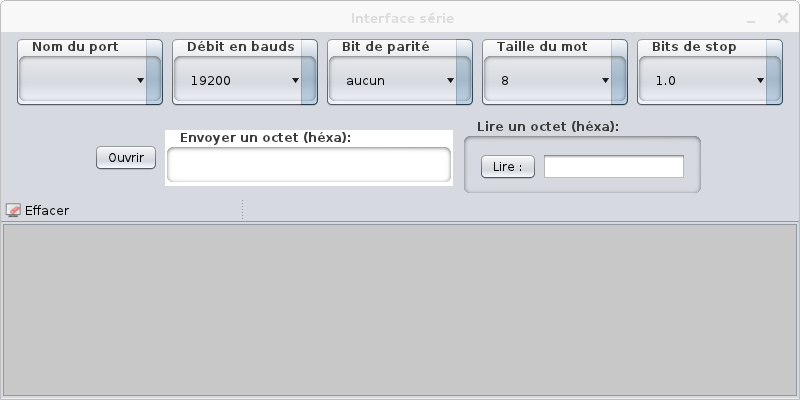 Interface série
Nom du port
Débit en bauds
Bit de parité
Taille du mot
Bits de stop
19200
aucun
8
1.0
Ouvrir
Envoyer un octet (héxa):
Lire un octet (héxa):
Lire :
Effacer